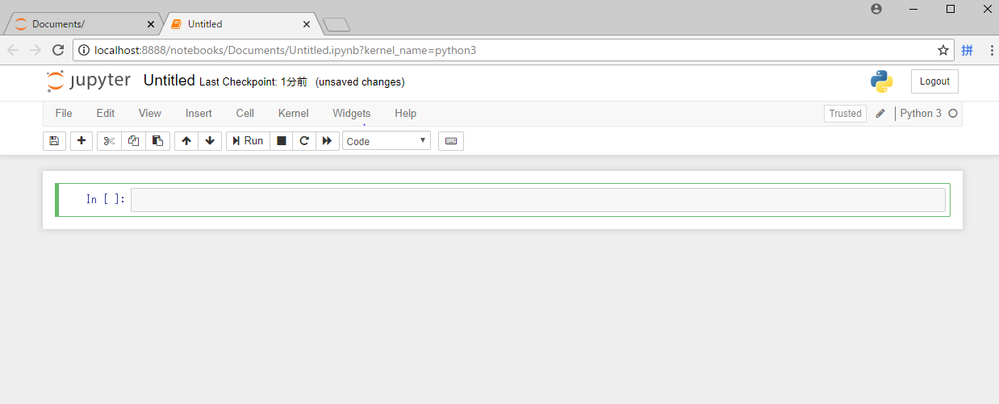 Documents/ Untitled
localhost:8888/notebooks/Documents/Untitled.ipynb?kernel_name=python3 拼
jupyter Untitled Last Checkpoint: 1分前 (unsaved changes) Logout
File Edit View Insert Cell Kernel Widgets Help Trusted Python 3
Run Code
In [ ]: